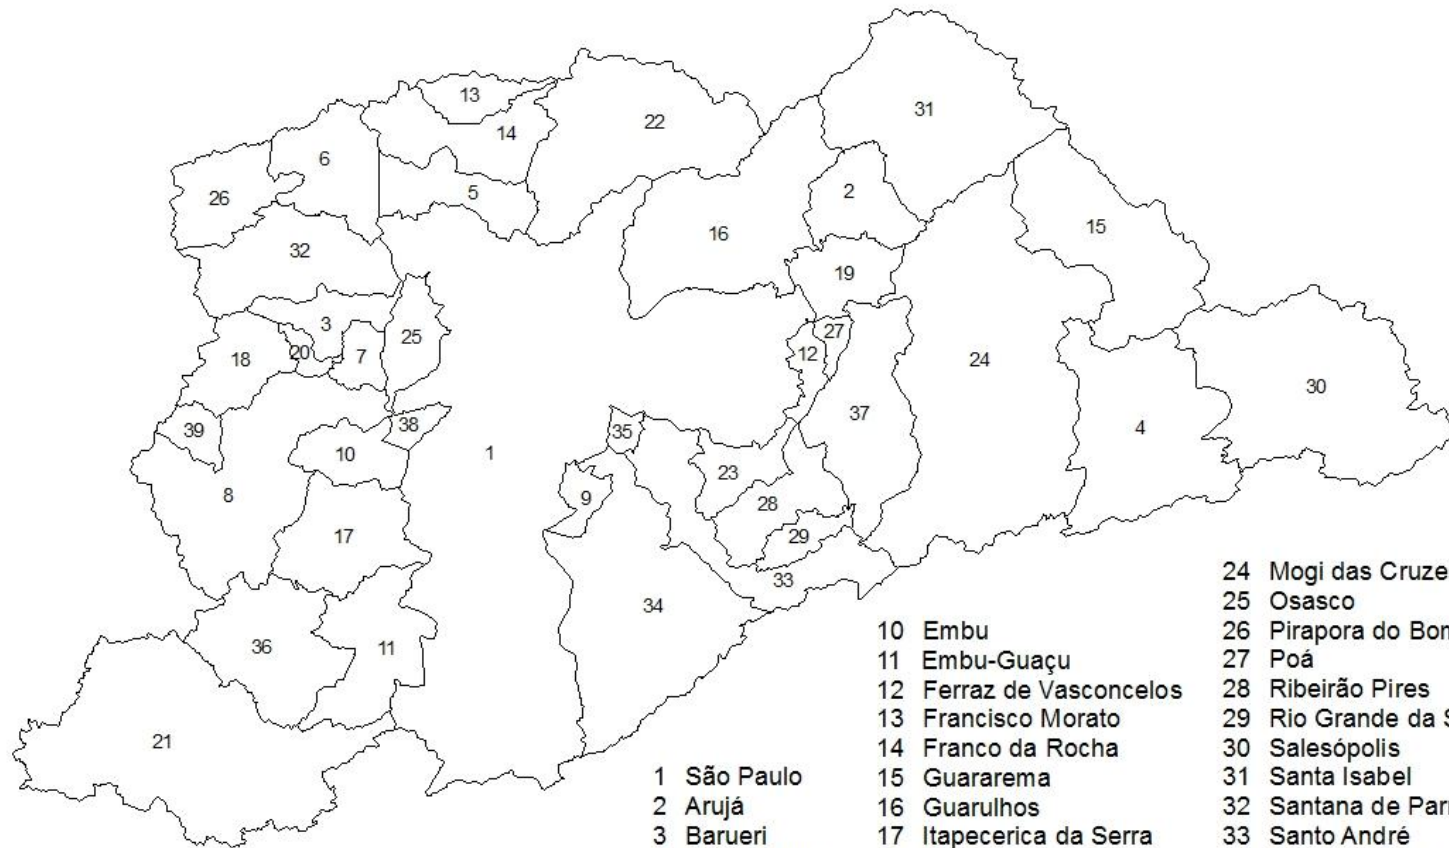 13
31
22
14
6
5
2
26
16
15
32
19
3
27
25
20
12
7
18
24
30
37
38
4
39
35
1
10
23
8
9
28
17
29
33
34
36
11
21
1 São Paulo
2 Arujá
3 Barueri
10 Embu
11 Embu-Guaçu
12 Ferraz de Vasconcelos
13 Francisco Morato
14 Franco da Rocha
15 Guararema
16 Guarulhos
17 Itapecerica da Serra
24 Mogi das Cruze
25 Osasco
26 Pirapora do Bom
27 Poá
28 Ribeirão Pires
29 Rio Grande da S
30 Salesópolis
31 Santa Isabel
32 Santana de Par
33 Santo André